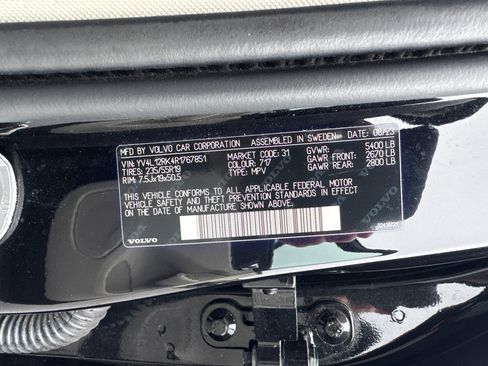 MFD BY VOLVO CAR CORPORATION ASSEMBLED IN SWEDEN DATE: 08/23
VIN: YV4L12RK4R1767851 MARKET CODE: 31 GVWR: 5400 LB
TIRES: 235/55R19 COLOUR: 717 GAWR FRONT: 2670 LB
RIM: 7.5Jx19x50.5 TYPE: MPV GAWR REAR: 2800 LB
THIS VEHICLE CONFORMS TO ALL APPLICABLE FEDERAL MOTOR
VEHICLE SAFETY AND THEFT PREVENTION STANDARDS IN EFFECT
ON THE DATE OF MANUFACTURE SHOWN ABOVE.
VOLVO